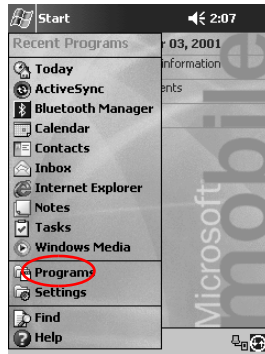 Start 2:07
Recent Programs r 03, 2001
Today
information
ActiveSync
ents
Bluetooth Manager
Calendar
Contacts
Inbox
Internet Explorer
Notes
Tasks
Windows Media
Programs
Settings
Find
Help
Microsoft
mobile